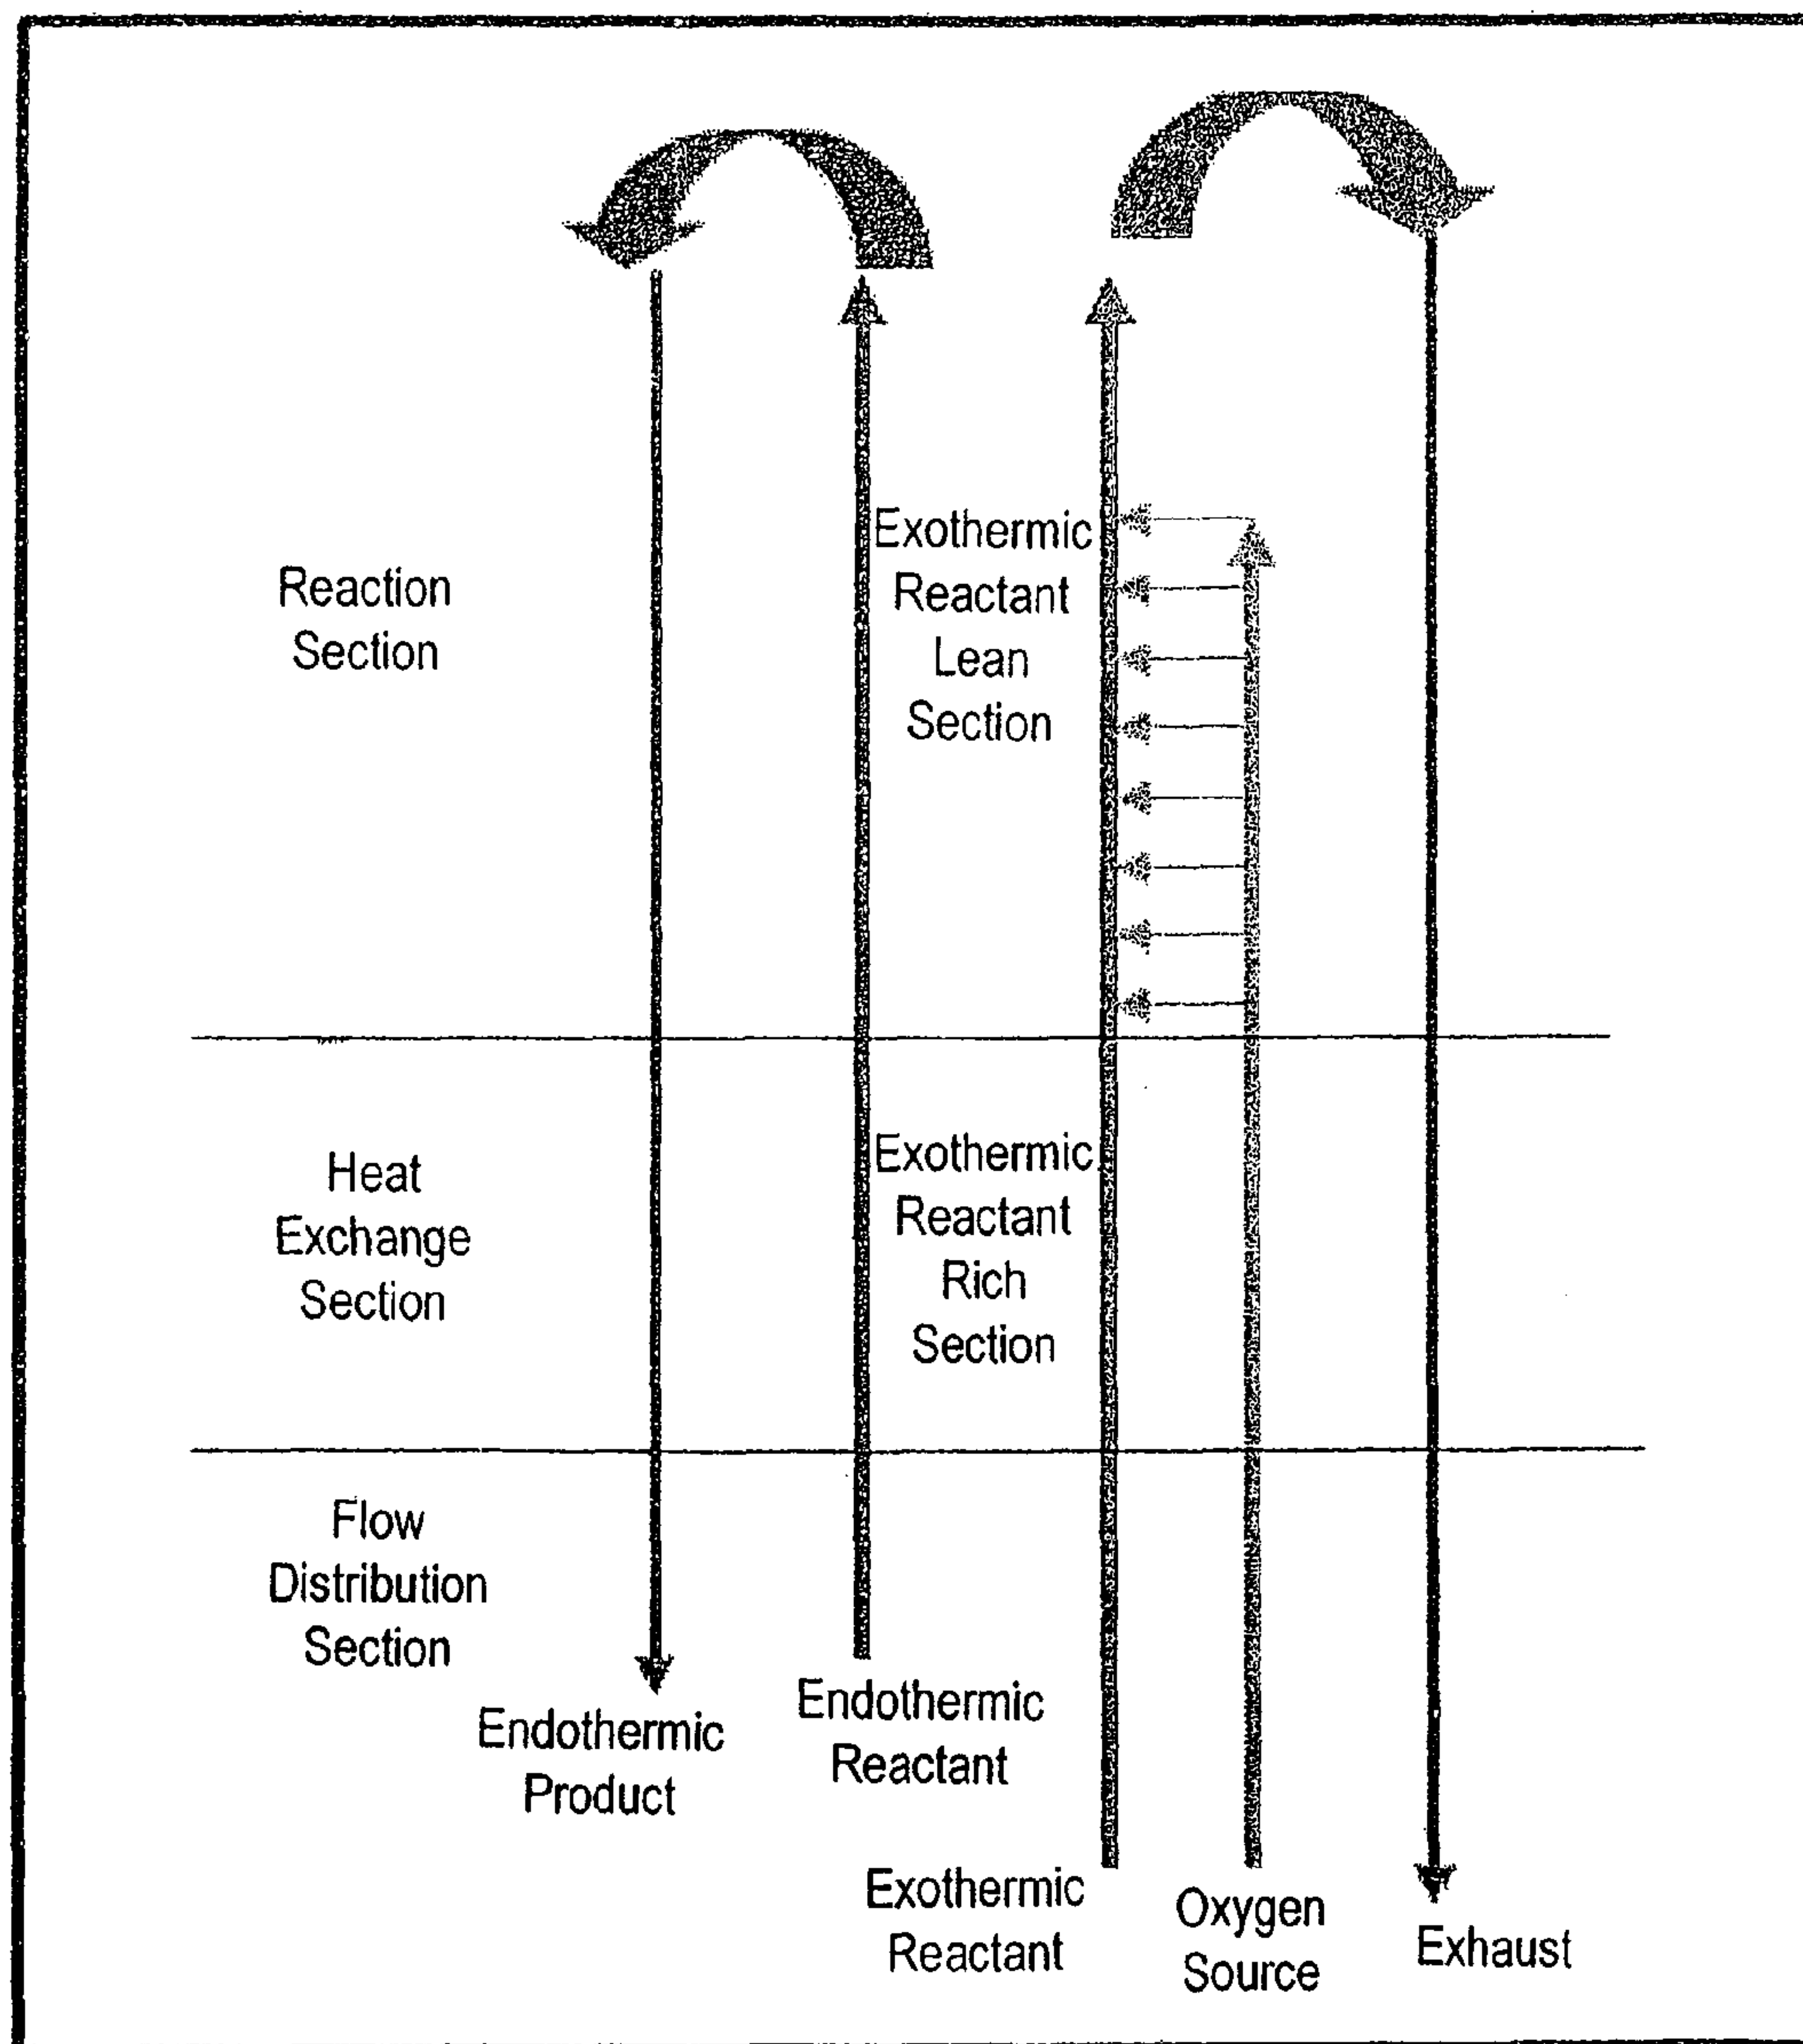 Exothermic
Reactant
Lean
Section
Reaction
Section
Exothermic
Reactant
Rich
Section
Heat
Exchange
Section
Flow
Distribution
Section
Endothermic
Product
Endothermic
Reactant
Exothermic
Reactant
Oxygen
Source
Exhaust